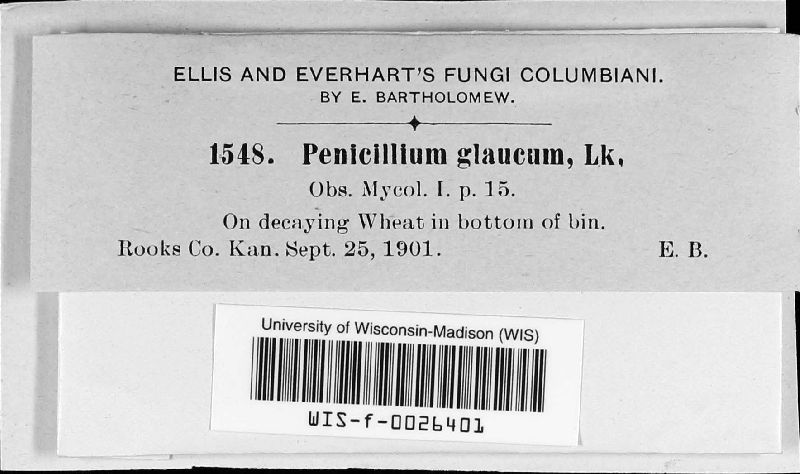 ELLIS AND EVERHART'S FUNGI COLUMBIANI.
BY E. BARTHOLOMEW.
1548. Penicillium glaucum, Lk.
Obs. Mycol. I. p. 15.
On decaying Wheat in bottom of bin.
Rooks Co. Kan. Sept. 25, 1901. E. B.
University of Wisconsin-Madison (WIS)
WIS-f-0026401